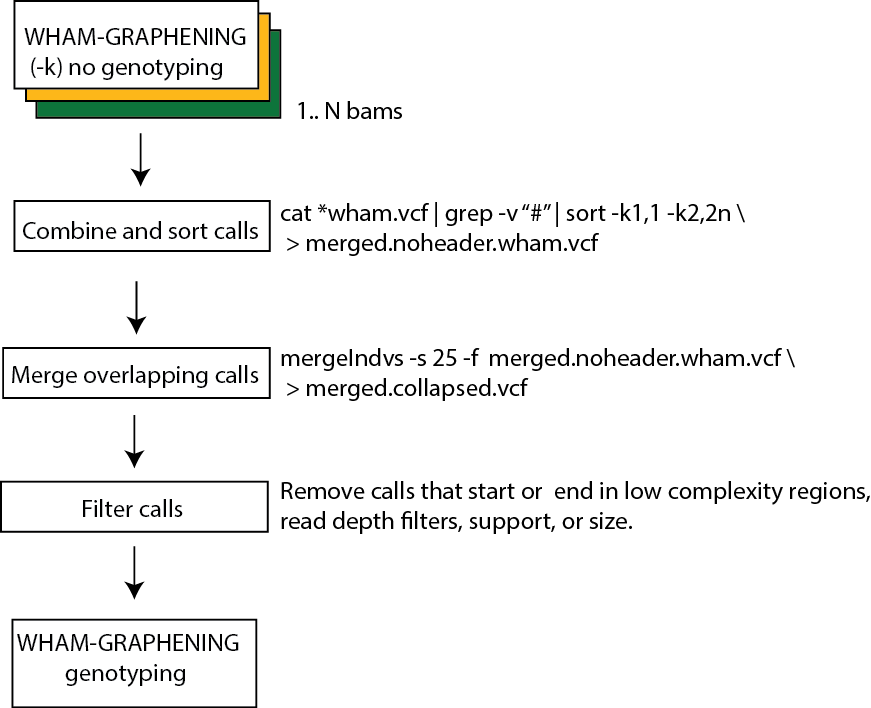 WHAM-GRAPHENING
(-k) no genotyping
1.. N bams
Combine and sort calls
cat *wham.vcf | grep -v “#” | sort -k1,1 -k2,2n \
> merged.noheader.wham.vcf
Merge overlapping calls
mergeIndvs -s 25 -f merged.noheader.wham.vcf \
> merged.collapsed.vcf
Filter calls
Remove calls that start or end in low complexity regions,
read depth filters, support, or size.
WHAM-GRAPHENING
genotyping